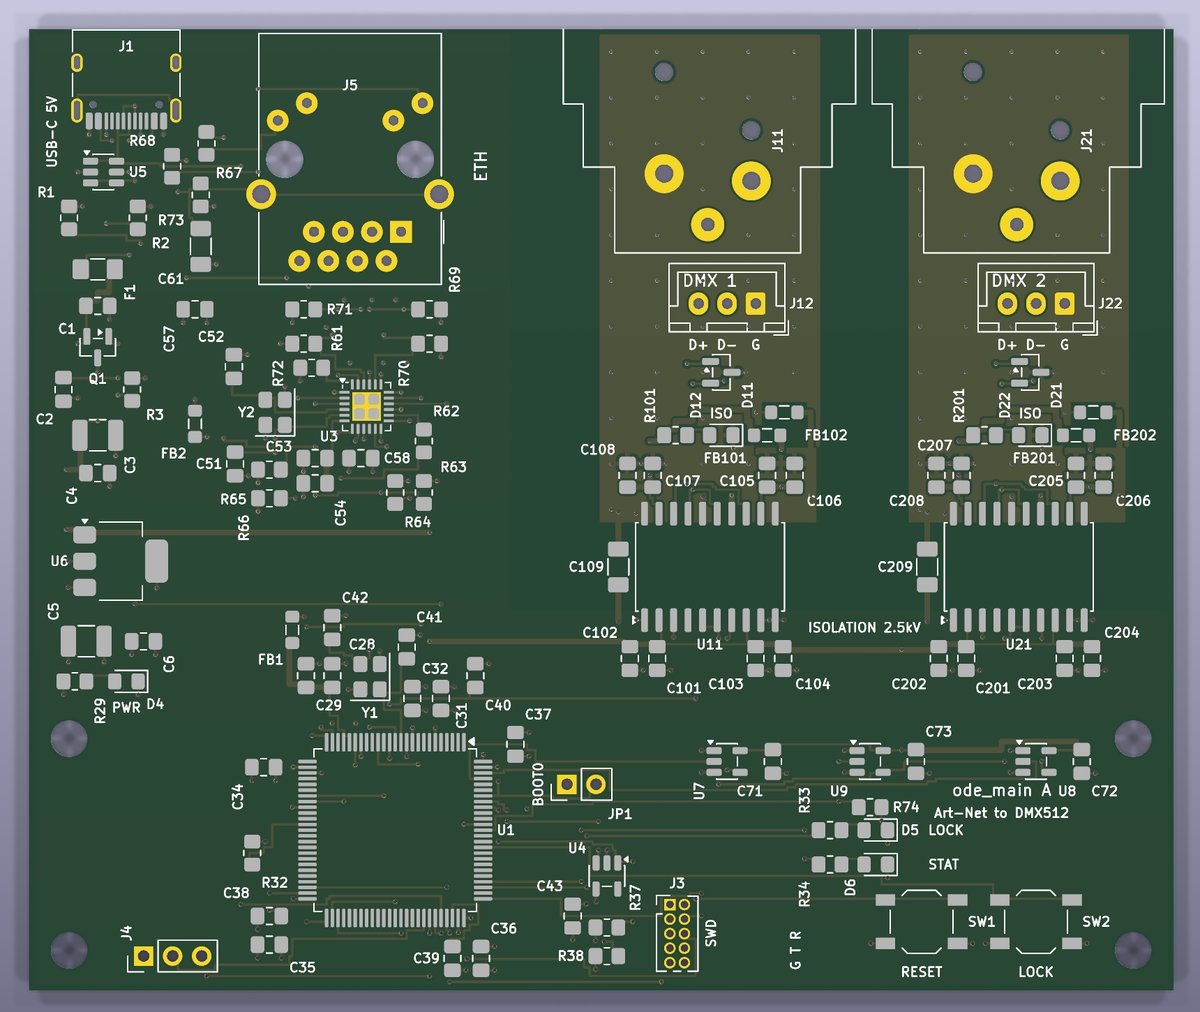 J1
USB-C 5V
R68
U5
R67
R1
R73
R2
C61
F1
J5
ETH
R69
C1
C57
C52
R71
R61
Q1
R72
R70
C2
R3
Y2
R62
FB2
U3
C53
C3
C51
C58
R63
C4
R65
C54
R64
R66
U6
J11
J21
DMX 1
J12
DMX 2
J22
D+ D- G
D+ D- G
D11
D21
R101
D12
ISO
R201
D22
ISO
FB102
FB202
FB101
FB201
C108
C107
C105
C106
C207
C208
C205
C206
C109
C209
C5
C42
C41
C102
U11
ISOLATION 2.5kV
U21
C204
C6
FB1
C28
C32
C101
C103
C104
C202
C201
C203
R29
PWR
D4
C29
Y1
C31
C40
C37
C73
C34
BOOT0
U7
C71
R33
U9
ode_main A
U8
C72
JP1
R74
Art-Net to DMX512
U1
D5
LOCK
U4
R32
C38
C43
R37
J3
R34
D6
STAT
J4
C36
C35
C39
R38
SWD
G T R
SW1
SW2
RESET
LOCK